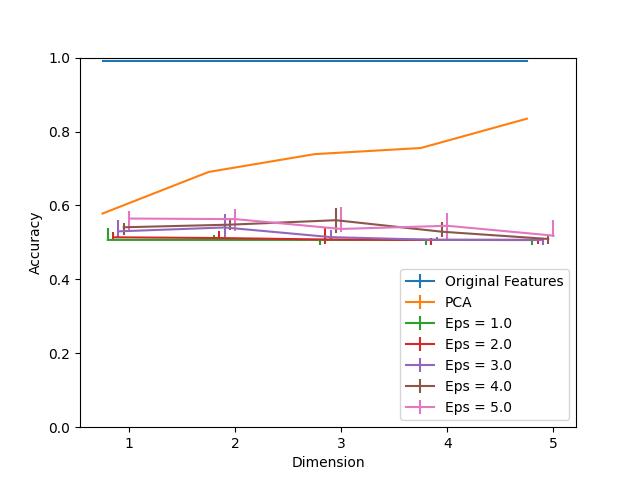 1.0
0.8
0.6
0.4
0.2
0.0
Accuracy
Original Features
PCA
Eps = 1.0
Eps = 2.0
Eps = 3.0
Eps = 4.0
Eps = 5.0
1 2 3 4 5
Dimension